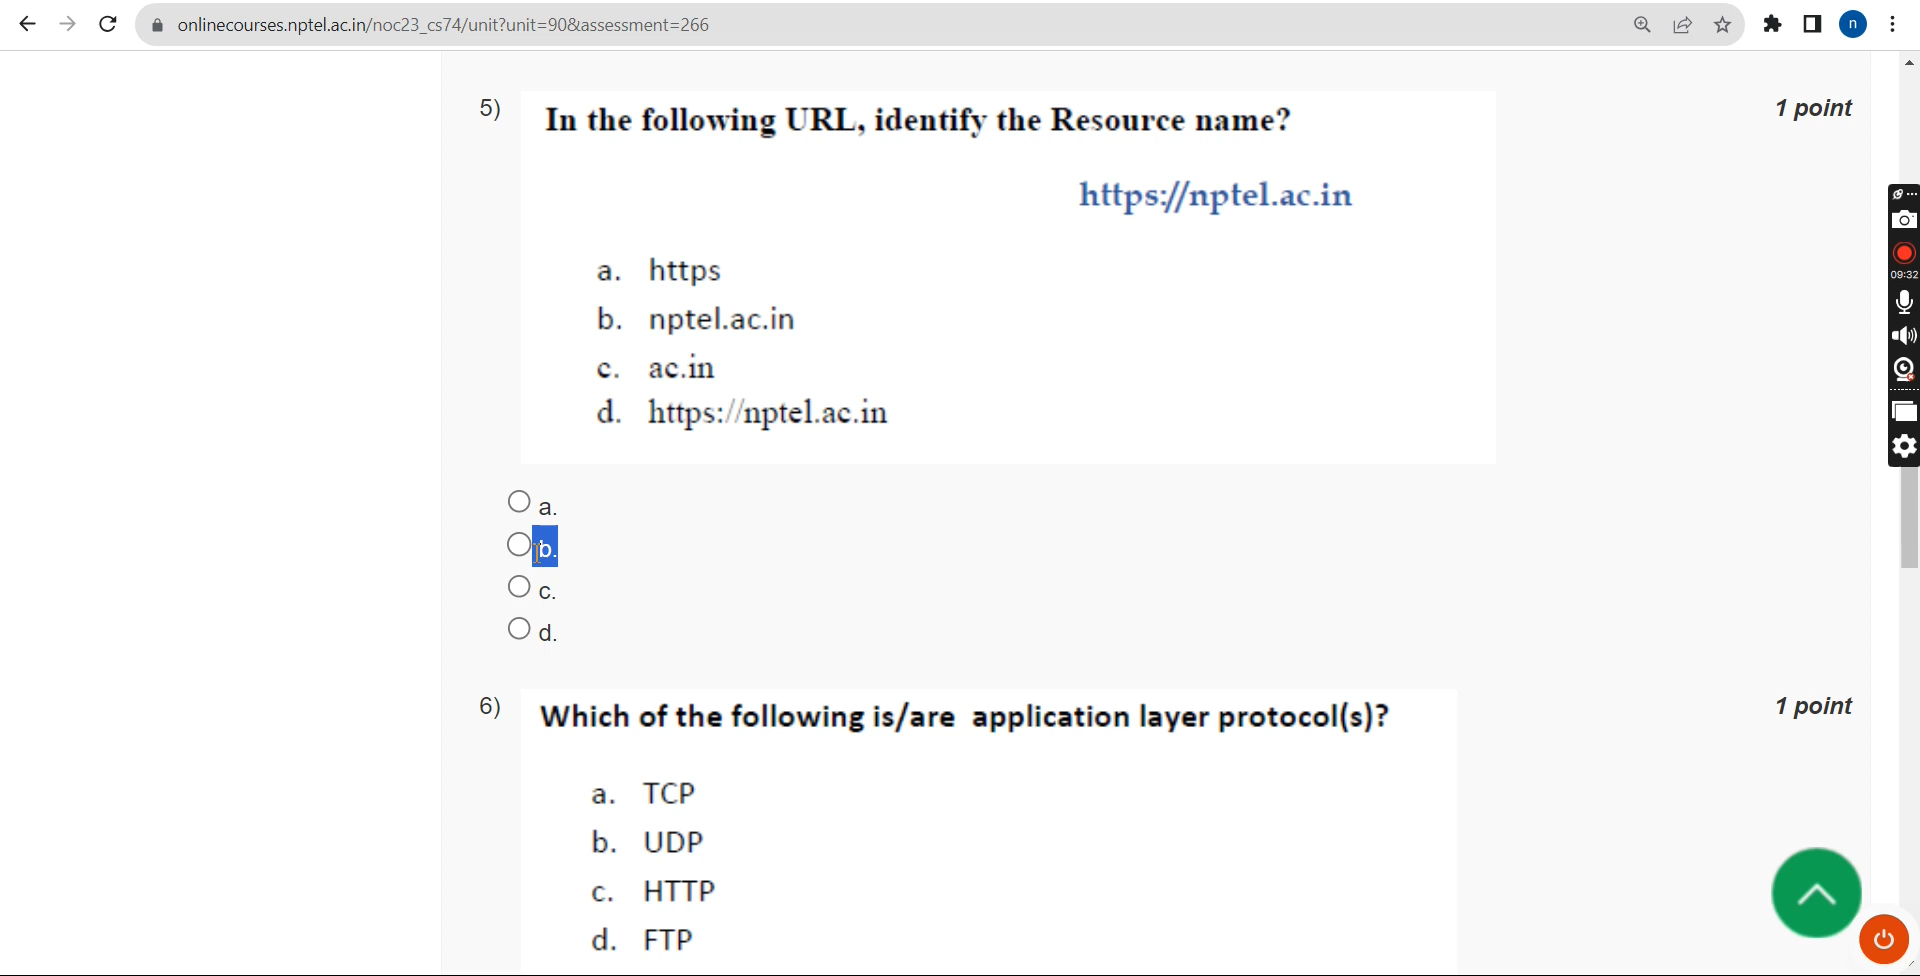 onlinecourses.nptel.ac.in/noc23_cs74/unit?unit=90&assessment=266
n
5) In the following URL, identify the Resource name? 1 point
https://nptel.ac.in
a. https
b. nptel.ac.in
c. ac.in
d. https://nptel.ac.in
09:32
a.
b.
c.
d.
6) Which of the following is/are application layer protocol(s)? 1 point
a. TCP
b. UDP
c. HTTP
d. FTP